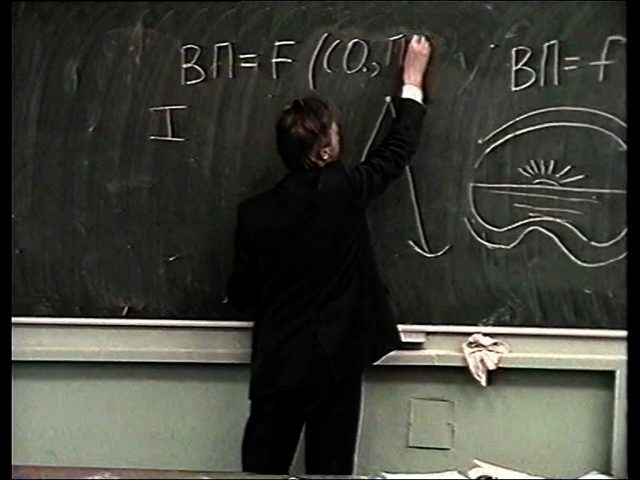 ВП = F (СО., П
ВП = f
I